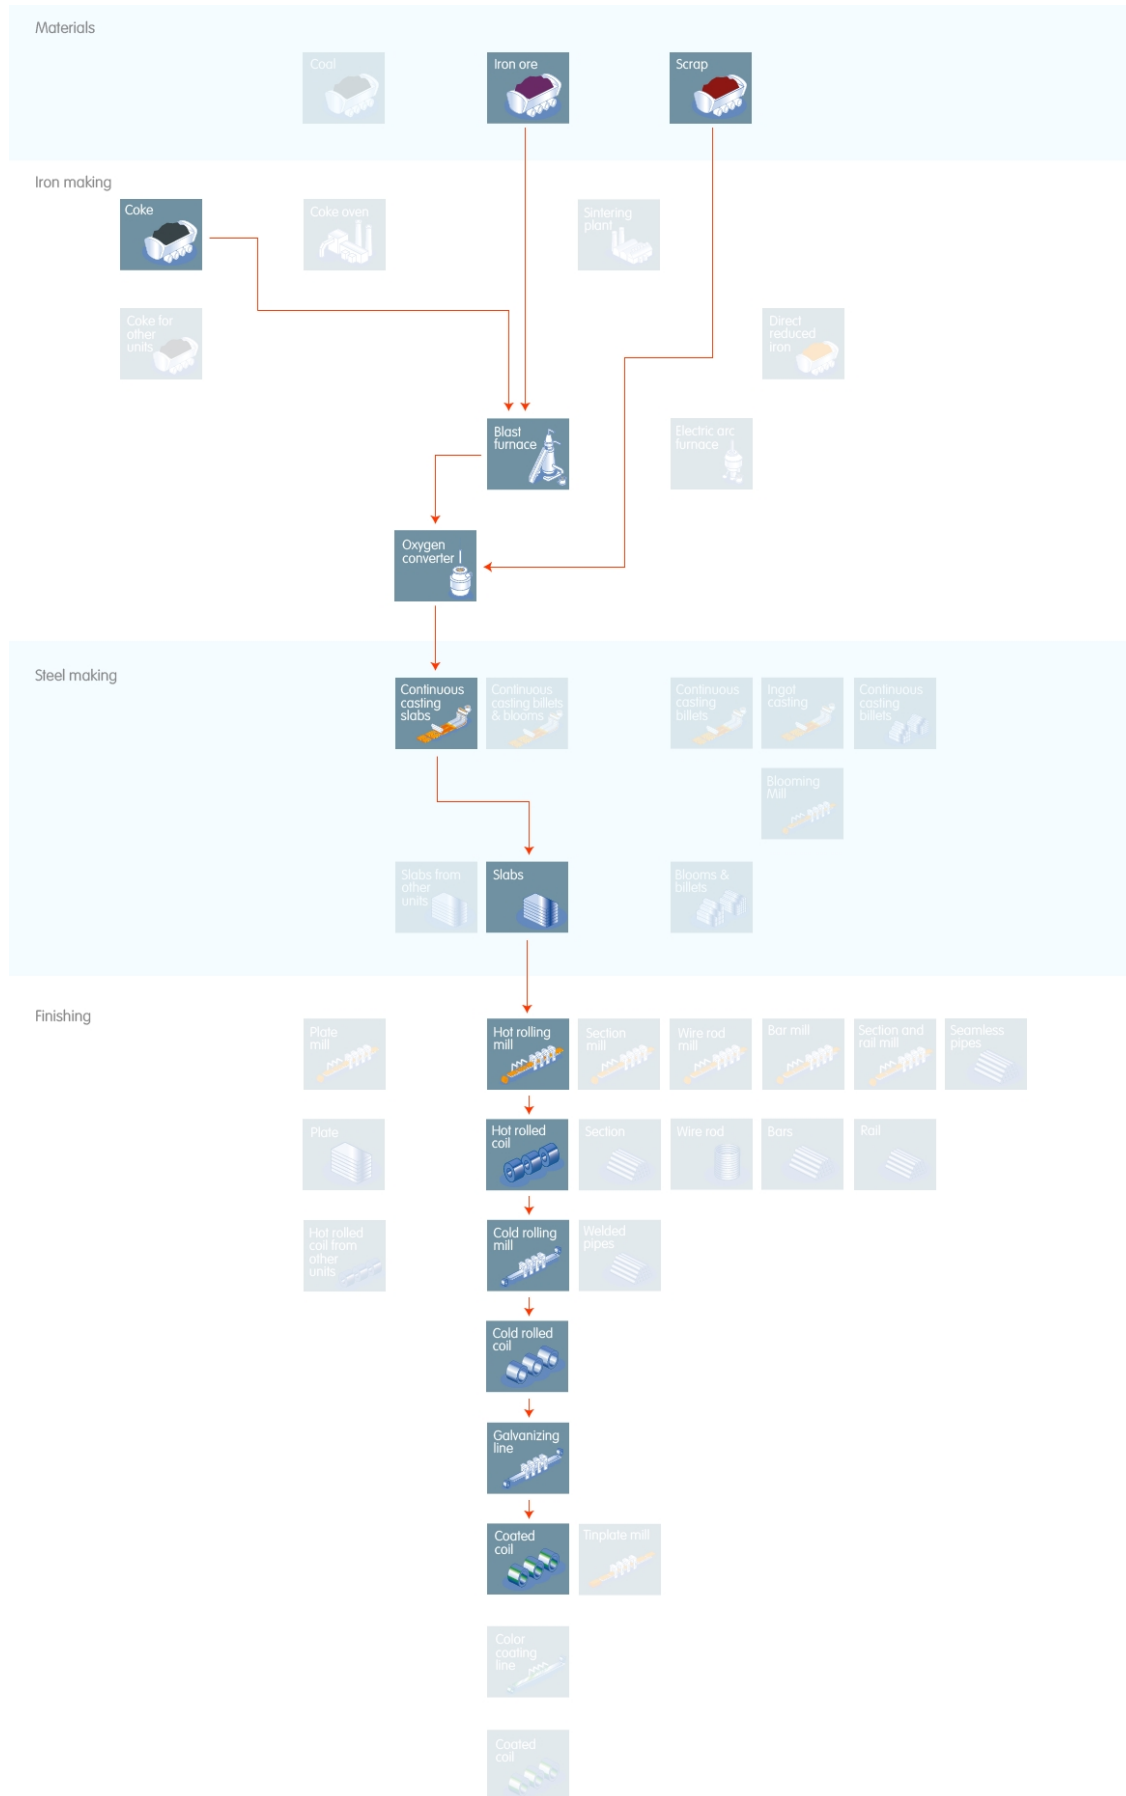 Materials
Coal
Iron ore
Scrap
Iron making
Coke
Coke oven
Sintering
plant
Coke for
other
units
Direct
reduced
iron
Blast
furnace
Electric arc
furnace
Oxygen
converter
Steel making
Continuous
casting
slabs
Continuous
casting billets
& blooms
Continuous
casting
billets
Ingot
casting
Continuous
casting
billets
Blooming
Mill
Slabs from
other
units
Slabs
Blooms &
billets
Finishing
Plate
mill
Hot rolling
mill
Section
mill
Wire rod
mill
Bar mill
Section and
rail mill
Seamless
pipes
Plate
Hot rolled
coil
Section
Wire rod
Bars
Rail
Hot rolled
coil from
other
units
Cold rolling
mill
Welded
pipes
Cold rolled
coil
Galvanizing
line
Coated
coil
Tinplate mill
Color
coating
line
Coated
coil